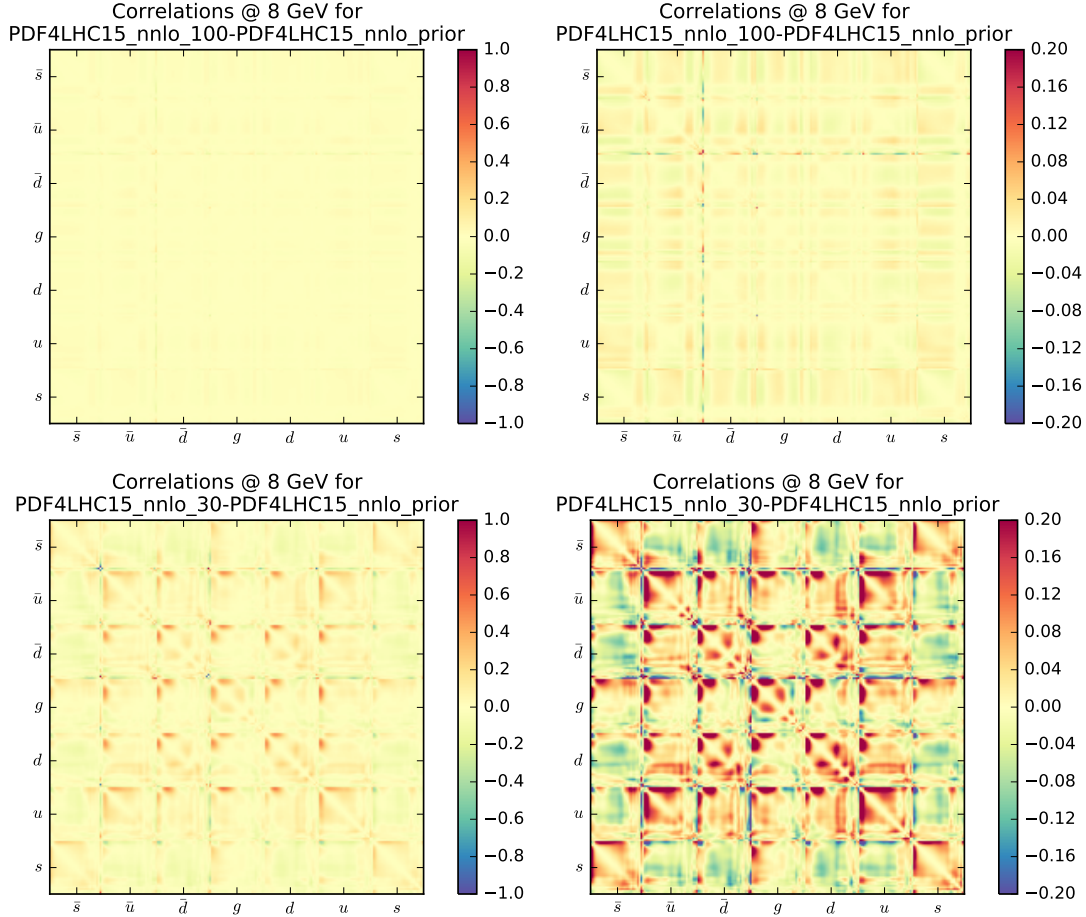 Correlations @ 8 GeV for
PDF4LHC15_nnlo_100-PDF4LHC15_nnlo_prior
s̄
ū
d̄
g
d
u
s
s̄ ū d̄ g d u s
1.0
0.8
0.6
0.4
0.2
0.0
−0.2
−0.4
−0.6
−0.8
−1.0
Correlations @ 8 GeV for
PDF4LHC15_nnlo_100-PDF4LHC15_nnlo_prior
s̄
ū
d̄
g
d
u
s
s̄ ū d̄ g d u s
0.20
0.16
0.12
0.08
0.04
0.00
−0.04
−0.08
−0.12
−0.16
−0.20
Correlations @ 8 GeV for
PDF4LHC15_nnlo_30-PDF4LHC15_nnlo_prior
s̄
ū
d̄
g
d
u
s
s̄ ū d̄ g d u s
1.0
0.8
0.6
0.4
0.2
0.0
−0.2
−0.4
−0.6
−0.8
−1.0
Correlations @ 8 GeV for
PDF4LHC15_nnlo_30-PDF4LHC15_nnlo_prior
s̄
ū
d̄
g
d
u
s
s̄ ū d̄ g d u s
0.20
0.16
0.12
0.08
0.04
0.00
−0.04
−0.08
−0.12
−0.16
−0.20